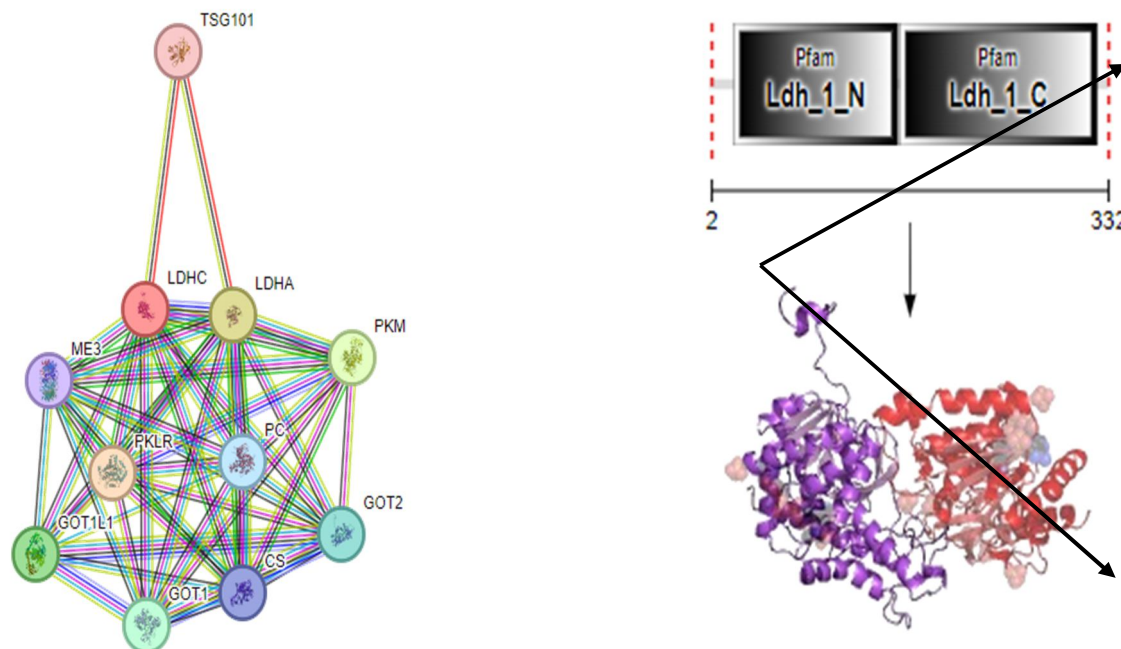 TSG101
LDHC
LDHA
PKM
ME3
PKLR
PC
GOT1L1
GOT2
CS
GOT1
Pfam
Ldh_1_N
Pfam
Ldh_1_C
2
332